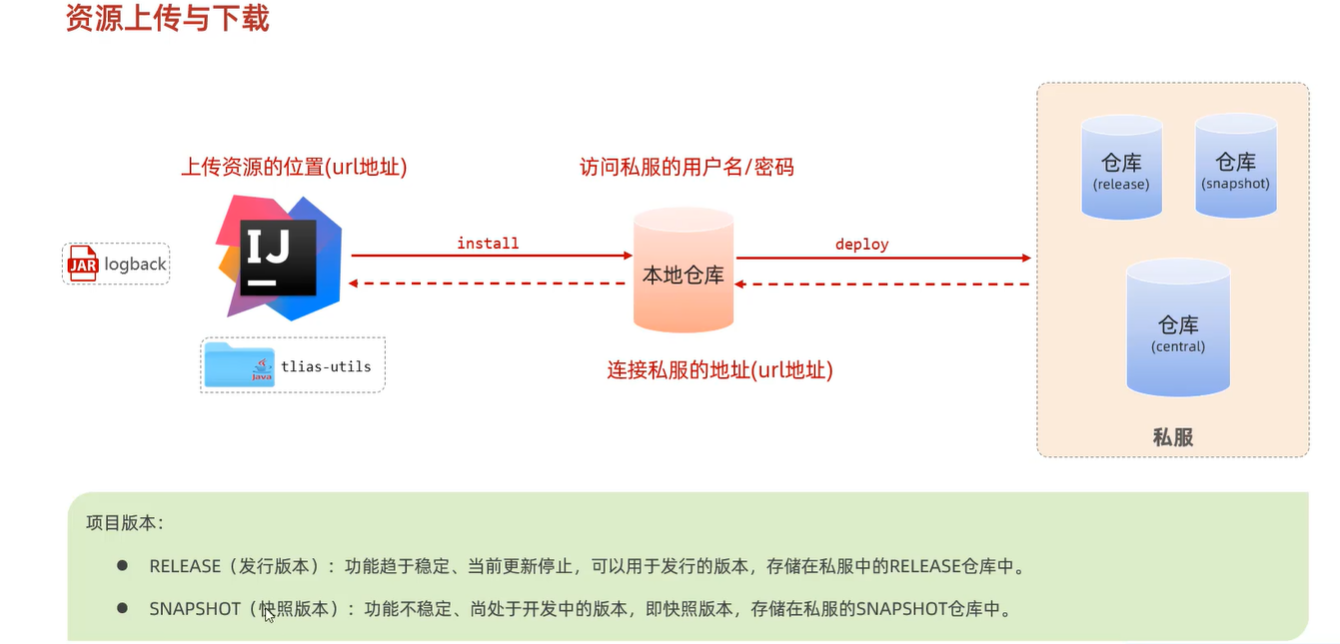 资源上传与下载
上传资源的位置(url地址)
访问私服的用户名/密码
仓库
(release)
仓库
(snapshot)
IJ
install
deploy
JAR logback
本地仓库
仓库
(central)
Java
tlias-utils
连接私服的地址(url地址)
私服
项目版本：
● RELEASE（发行版本）：功能趋于稳定、当前更新停止，可以用于发行的版本，存储在私服中的RELEASE仓库中。
● SNAPSHOT（快照版本）：功能不稳定、尚处于开发中的版本，即快照版本，存储在私服的SNAPSHOT仓库中。